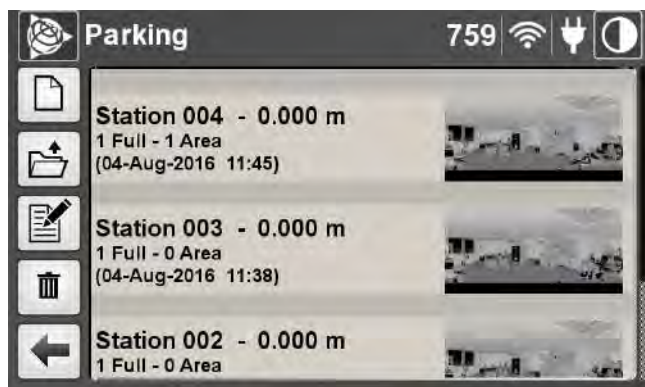 Parking 759
Station 004 - 0.000 m
1 Full - 1 Area
(04-Aug-2016 11:45)
Station 003 - 0.000 m
1 Full - 0 Area
(04-Aug-2016 11:38)
Station 002 - 0.000 m
1 Full - 0 Area